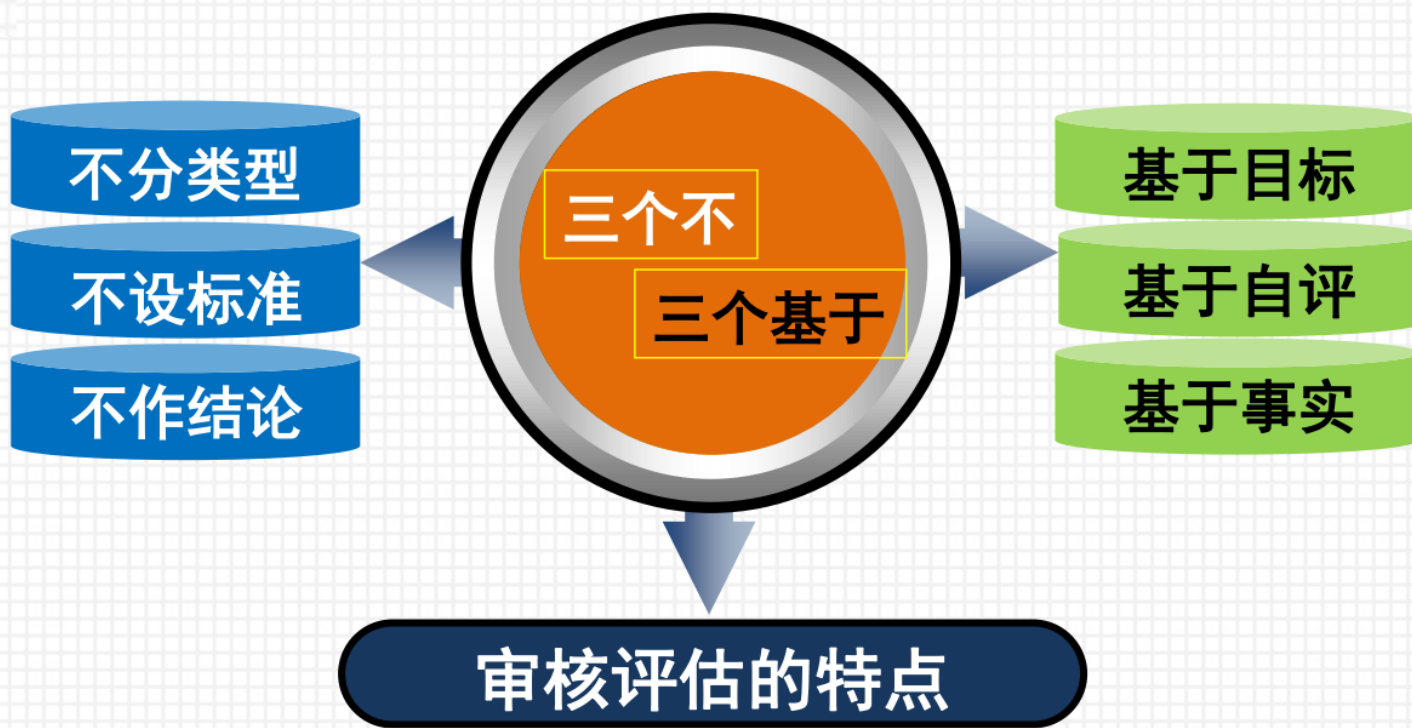 不分类型
不设标准
不作结论
三个不
三个基于
基于目标
基于自评
基于事实
审核评估的特点